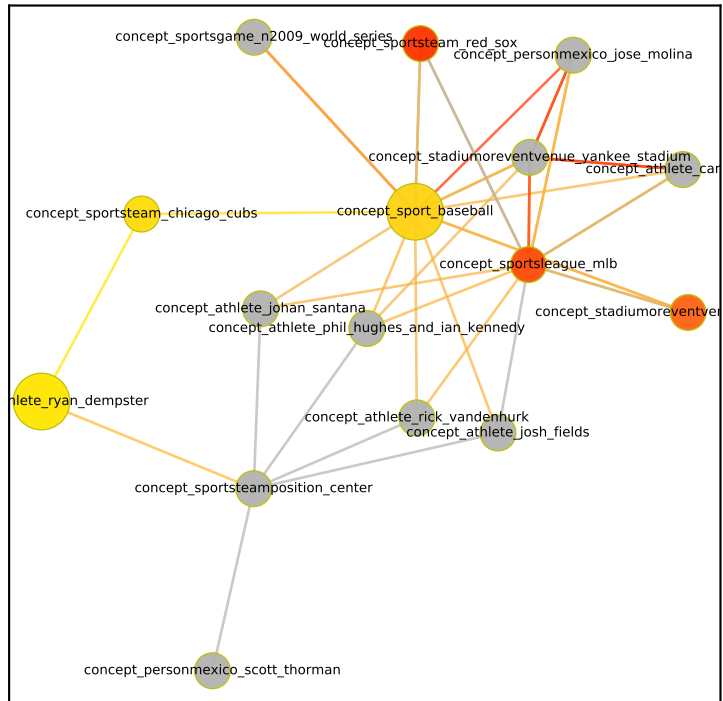 concept_sportsgame_n2009_world_series
concept_sportsteam_red_sox
concept_personmexico_jose_molina
concept_stadiumoreventvenue_yankee_stadium
concept_athlete_car
concept_sportsteam_chicago_cubs
concept_sport_baseball
concept_sportsleague_mlb
concept_athlete_johan_santana
concept_stadiumoreventver
concept_athlete_phil_hughes_and_ian_kennedy
hlete_ryan_dempster
concept_athlete_rick_vandenhurk
concept_athlete_josh_fields
concept_sportsteamposition_center
concept_personmexico_scott_thorman